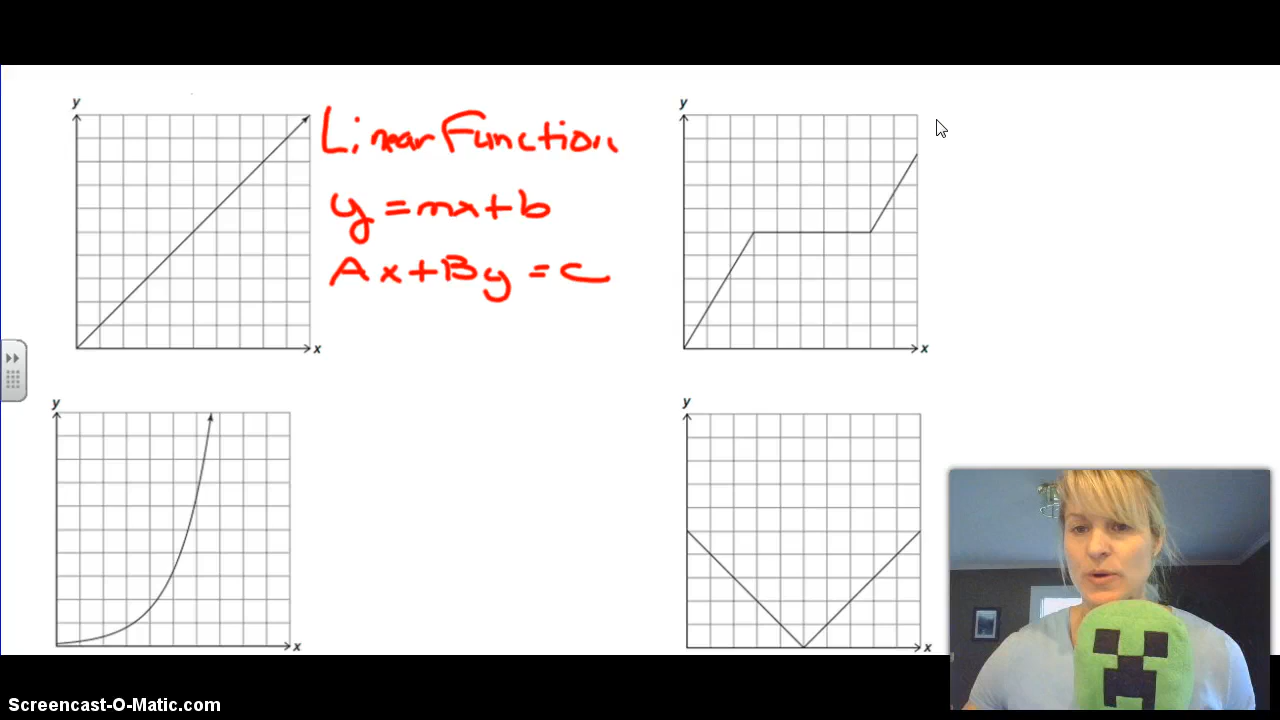 y
Linear Function
y = mx + b
Ax + By = C
x
y
x
y
x
y
x
Screencast-O-Matic.com